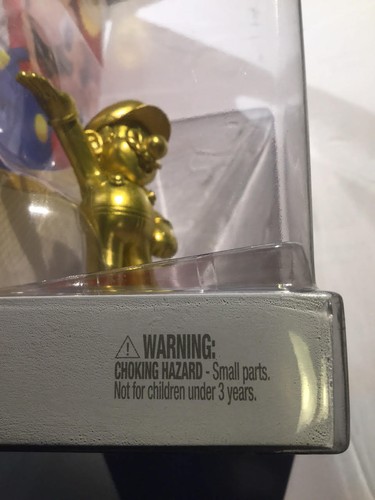 ⚠ WARNING:
CHOKING HAZARD - Small parts.
Not for children under 3 years.